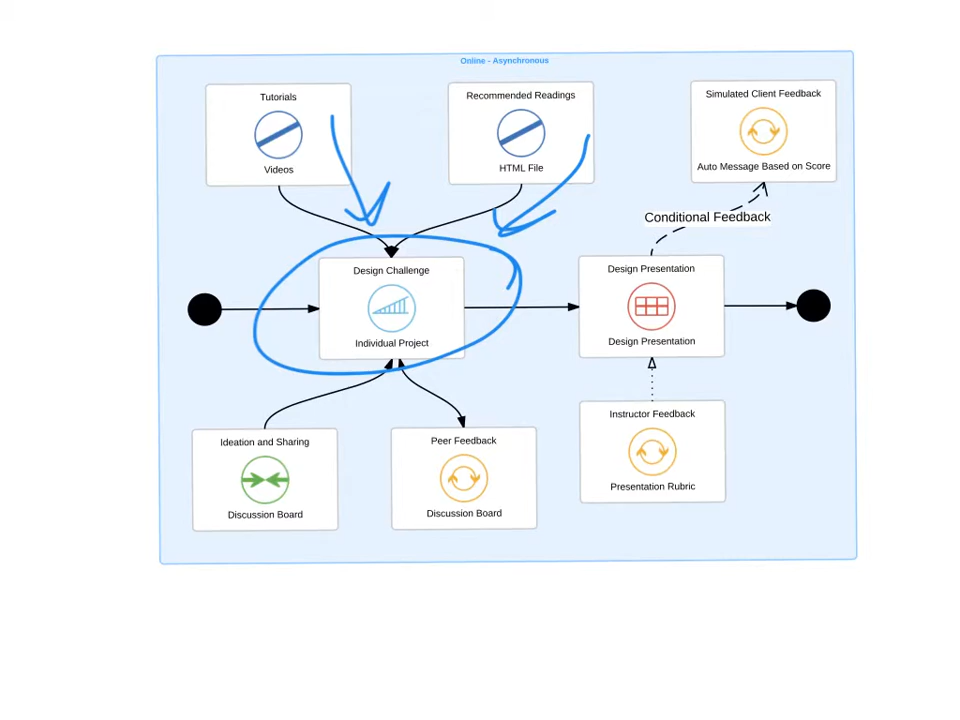 Online - Asynchronous
Tutorials
Videos
Recommended Readings
HTML File
Simulated Client Feedback
Auto Message Based on Score
Conditional Feedback
Design Challenge
Individual Project
Design Presentation
Design Presentation
Ideation and Sharing
Discussion Board
Peer Feedback
Discussion Board
Instructor Feedback
Presentation Rubric